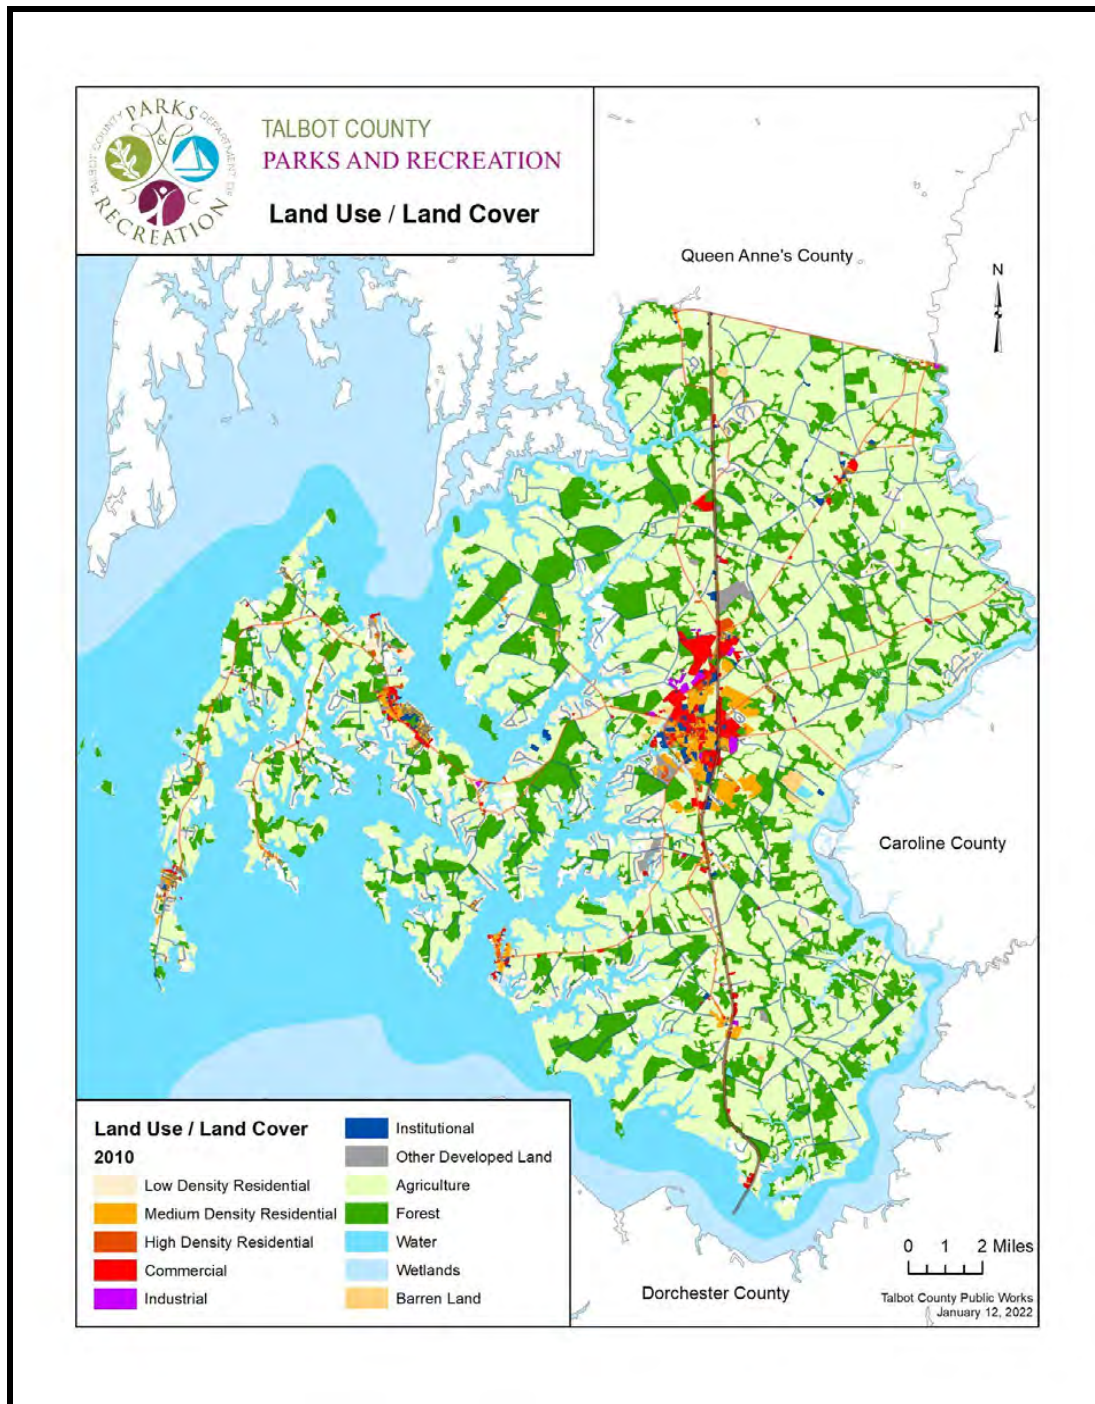 TALBOT COUNTY PARKS & RECREATION DEPARTMENT OF
TALBOT COUNTY
PARKS AND RECREATION
Land Use / Land Cover
Queen Anne's County
N
Caroline County
Land Use / Land Cover
2010
Low Density Residential
Medium Density Residential
High Density Residential
Commercial
Industrial
Institutional
Other Developed Land
Agriculture
Forest
Water
Wetlands
Barren Land
0 1 2 Miles
Dorchester County
Talbot County Public Works
January 12, 2022